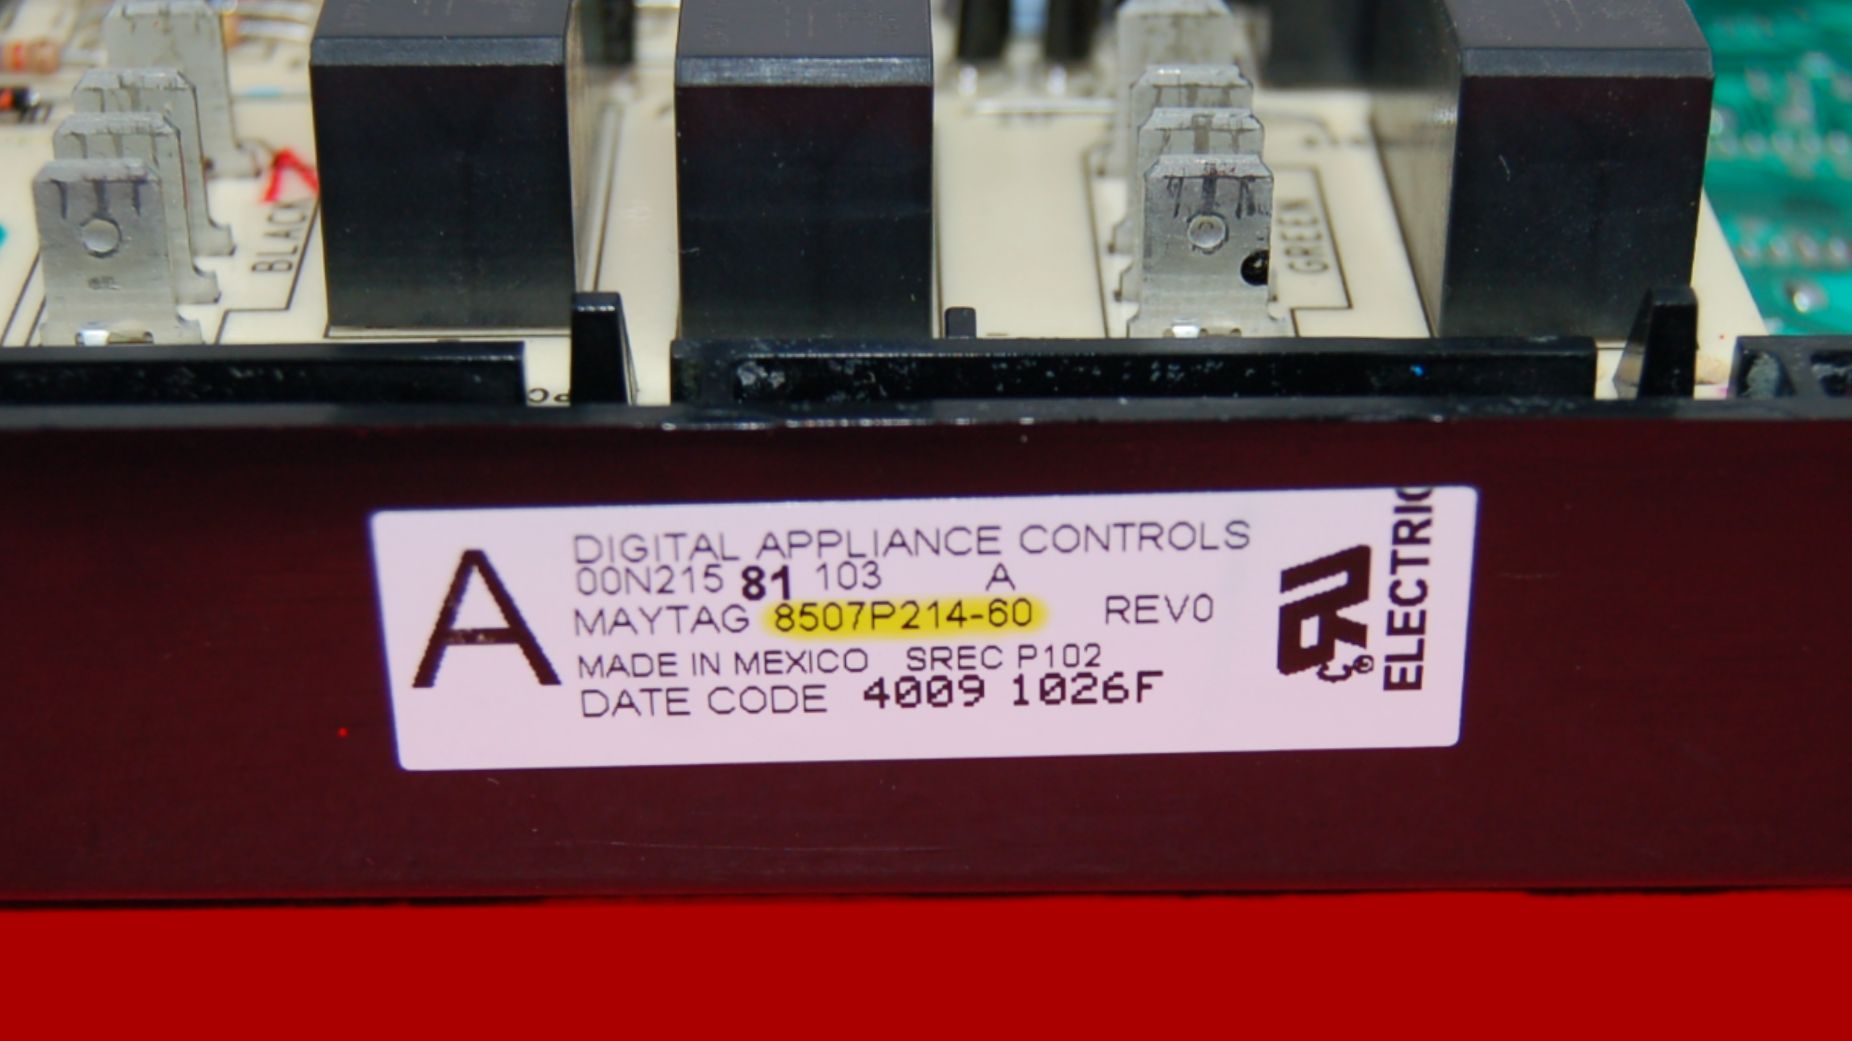 BLACK
GREEN
A
DIGITAL APPLIANCE CONTROLS
00N215 81 103 A
MAYTAG 8507P214-60 REV0
MADE IN MEXICO SREC P102
DATE CODE 4009 1026F
ELECTRIC